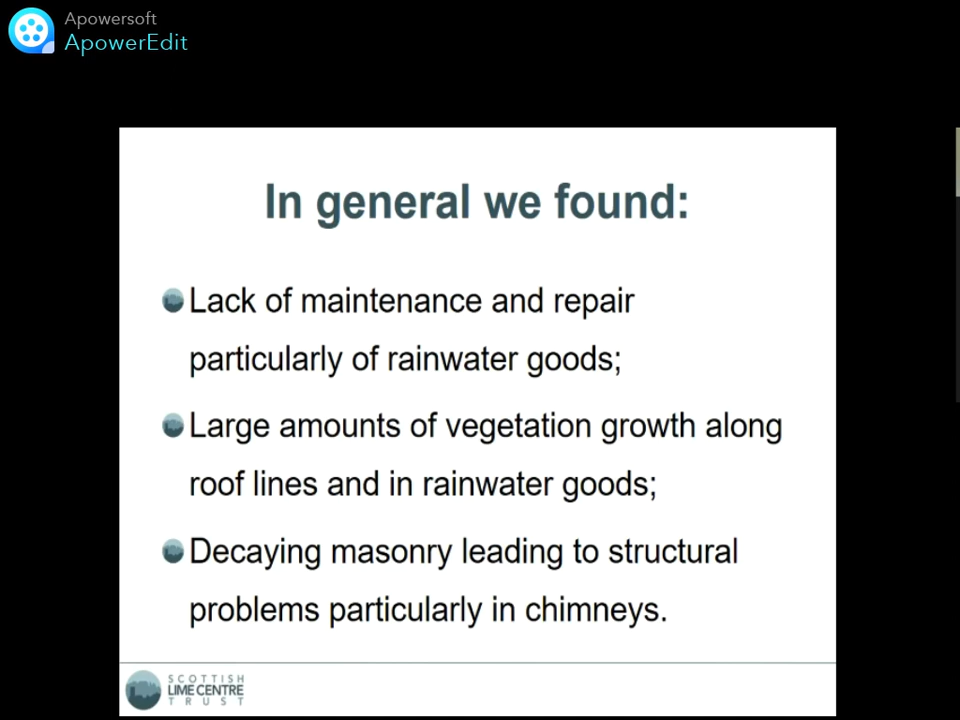 Apowersoft
ApowerEdit
In general we found:
Lack of maintenance and repair
particularly of rainwater goods;
Large amounts of vegetation growth along
roof lines and in rainwater goods;
Decaying masonry leading to structural
problems particularly in chimneys.
SCOTTISH
LIME CENTRE
TRUST